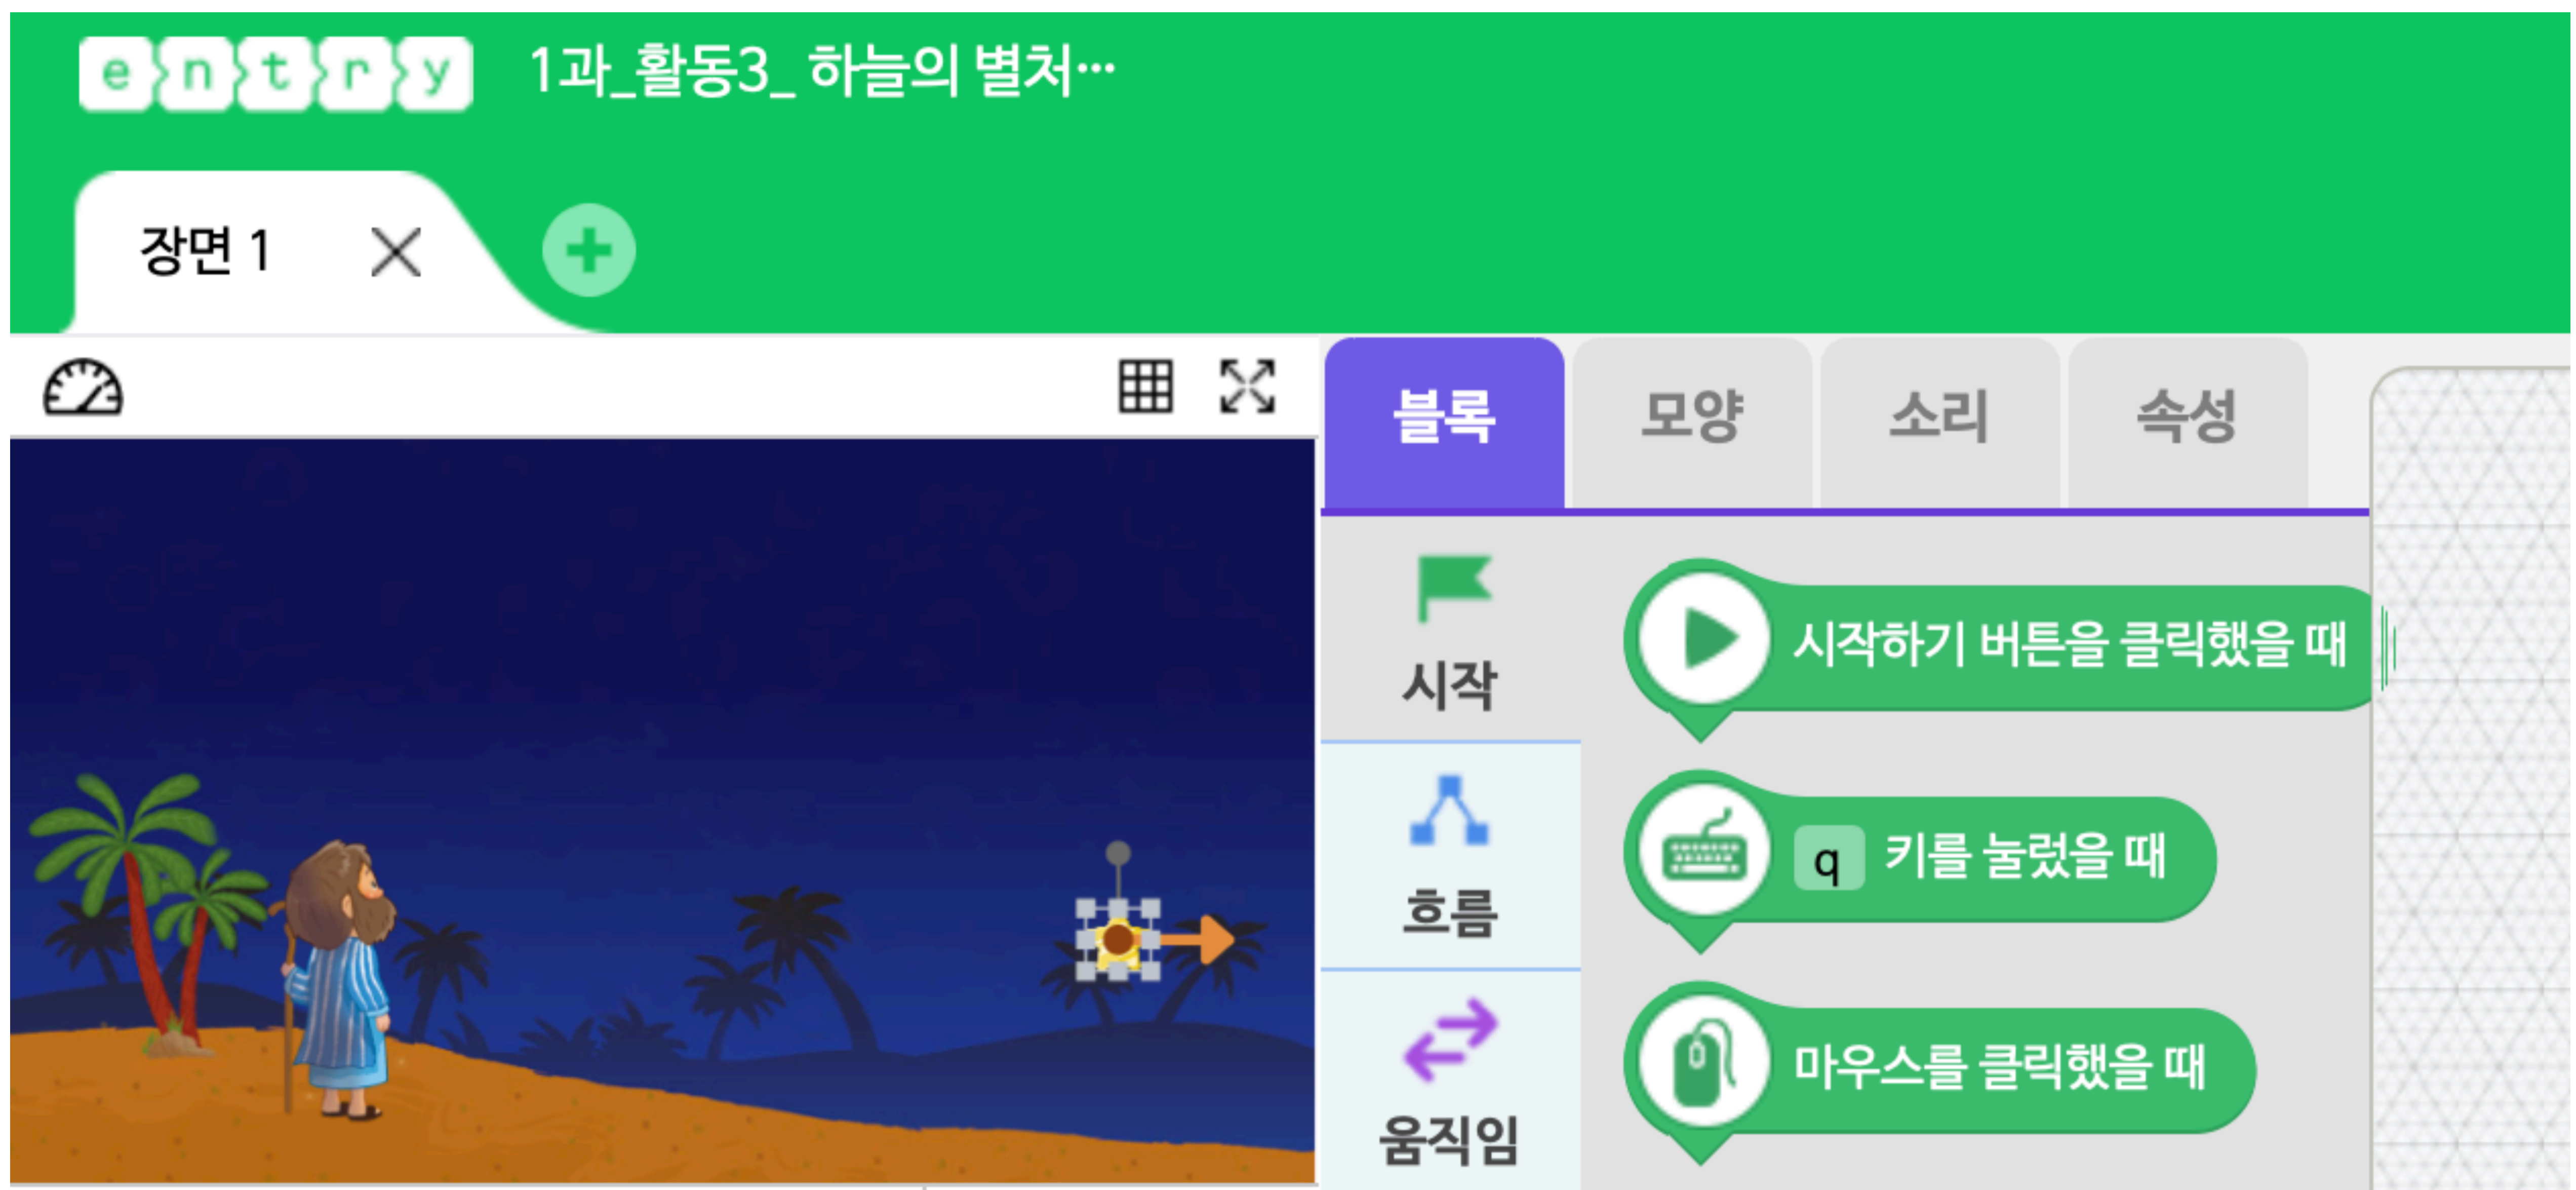 entry 1과_활동3_ 하늘의 별처…
장면 1
블록 모양 소리 속성
시작
흐름
움직임
시작하기 버튼을 클릭했을 때
q 키를 눌렀을 때
마우스를 클릭했을 때